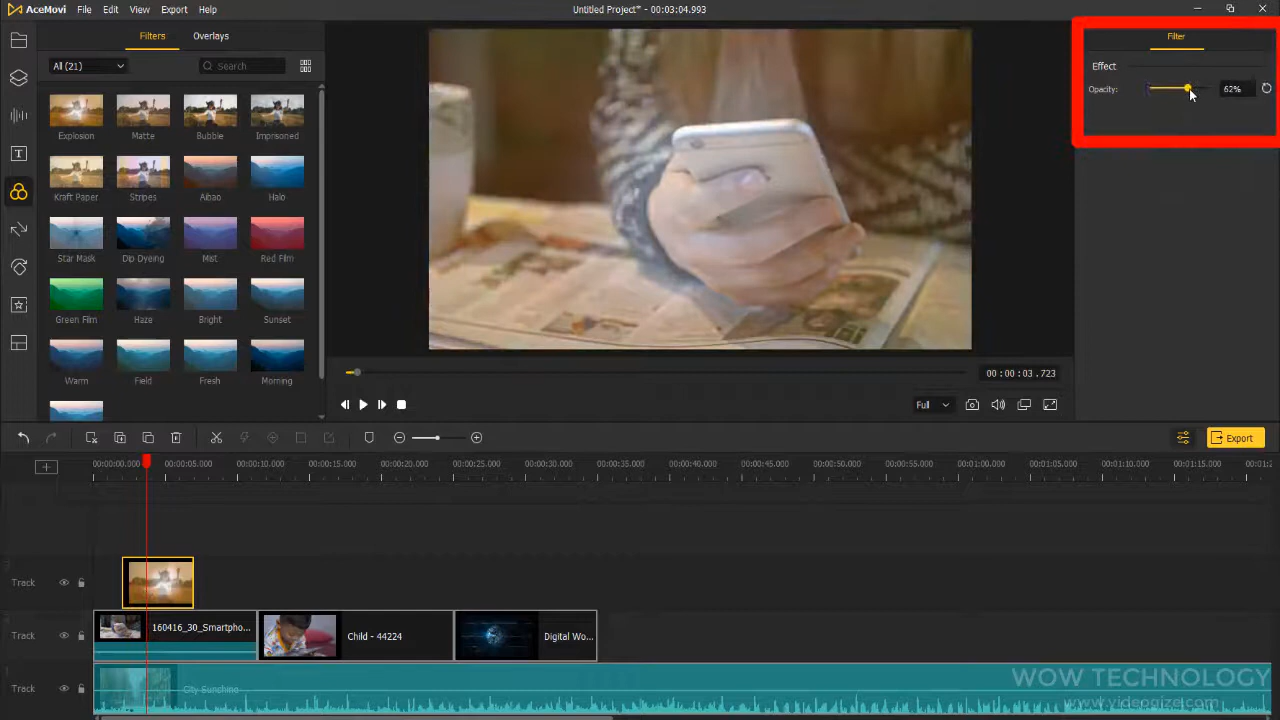 AceMovi File Edit View Export Help Untitled Project* - 00:03:04.993
Filters Overlays
All (21) Search
Explosion Matte Bubble Imprisoned
Kraft Paper Stripes Aibao Halo
Star Mask Dip Dyeing Mist Red Film
Green Film Haze Bright Sunset
Warm Field Fresh Morning
Filter
Effect
Opacity: 62%
00:00:03.723
Full
Export
00:00:00.000 00:00:05.000 00:00:10.000 00:00:15.000 00:00:20.000 00:00:25.000 00:00:30.000 00:00:35.000 00:00:40.000 00:00:45.000 00:00:50.000 00:00:55.000 00:01:00.000 00:01:05.000 00:01:10.000 00:01:15.000 00:01:2
Track
Track 160416_30_Smartpho... Child - 44224 Digital Wo...
Track City Sunshine
WOW TECHNOLOGY
www.videogize.com